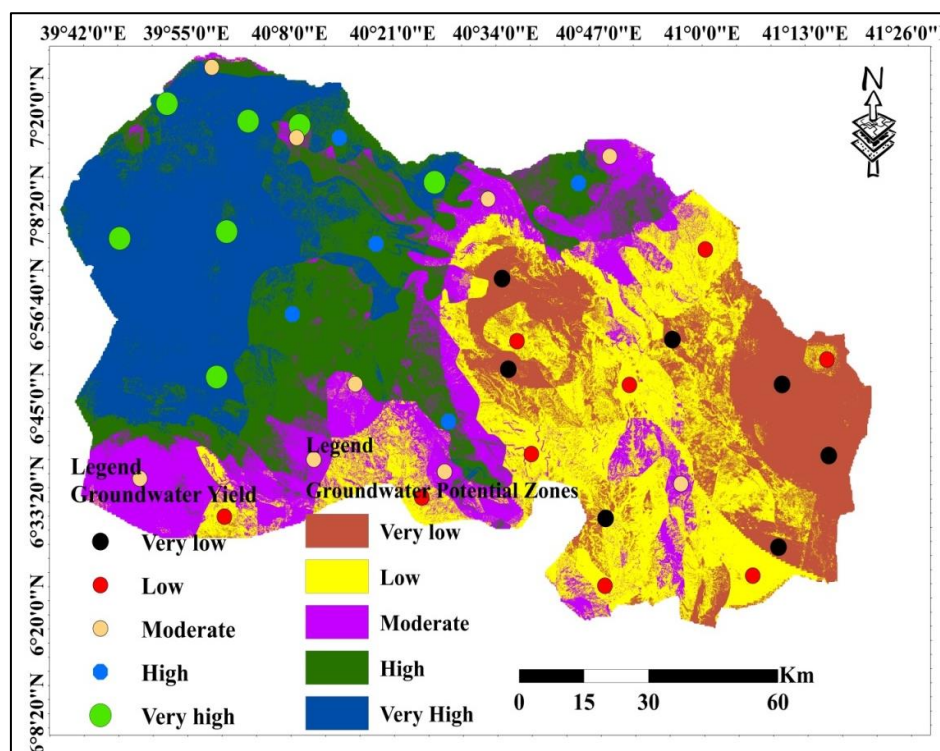 39°42'0"E 39°55'0"E 40°8'0"E 40°21'0"E 40°34'0"E 40°47'0"E 41°0'0"E 41°13'0"E 41°26'0"E
N
7°20'0"N
7°8'20"N
6°56'40"N
6°45'0"N
6°33'20"N
6°20'0"N
6°8'20"N
Legend
Groundwater Yield
Very low
Low
Moderate
High
Very high
Legend
Groundwater Potential Zones
Very low
Low
Moderate
High
Very High
Km
0 15 30 60